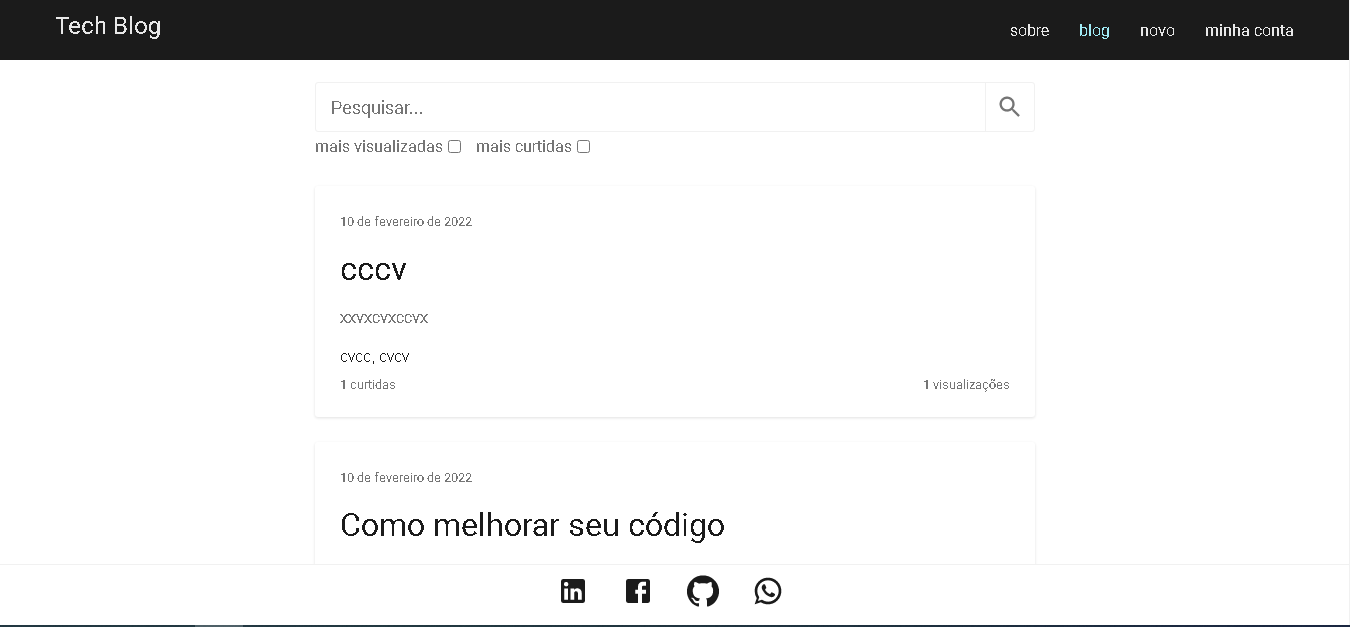 Tech Blog
sobre blog novo minha conta
Pesquisar...
mais visualizadas mais curtidas
10 de fevereiro de 2022
cccv
xxvxcvxccvx
cvcc, cvcv
1 curtidas 1 visualizações
10 de fevereiro de 2022
Como melhorar seu código